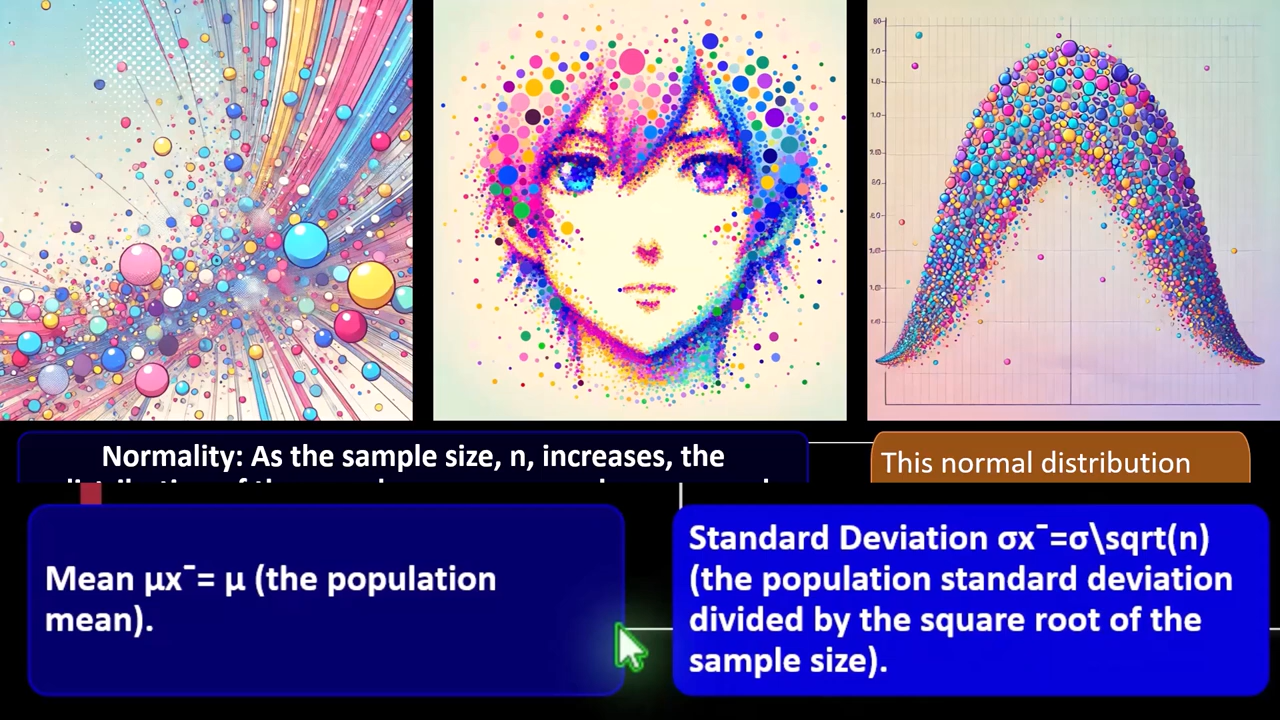 Normality: As the sample size, n, increases, the
This normal distribution
Mean µx¯= µ (the population
mean).
Standard Deviation σx¯=σ\sqrt(n)
(the population standard deviation
divided by the square root of the
sample size).